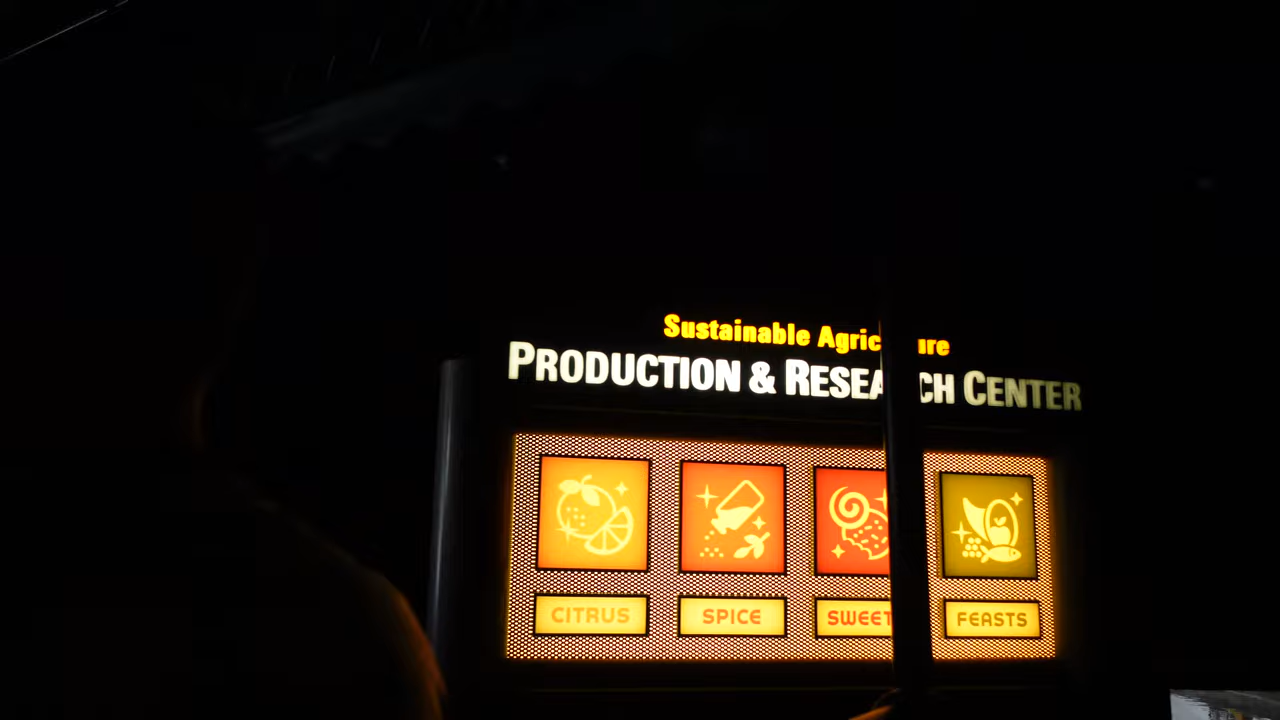 Sustainable Agric ure
PRODUCTION & RESEA CH CENTER
CITRUS SPICE SWEET FEASTS